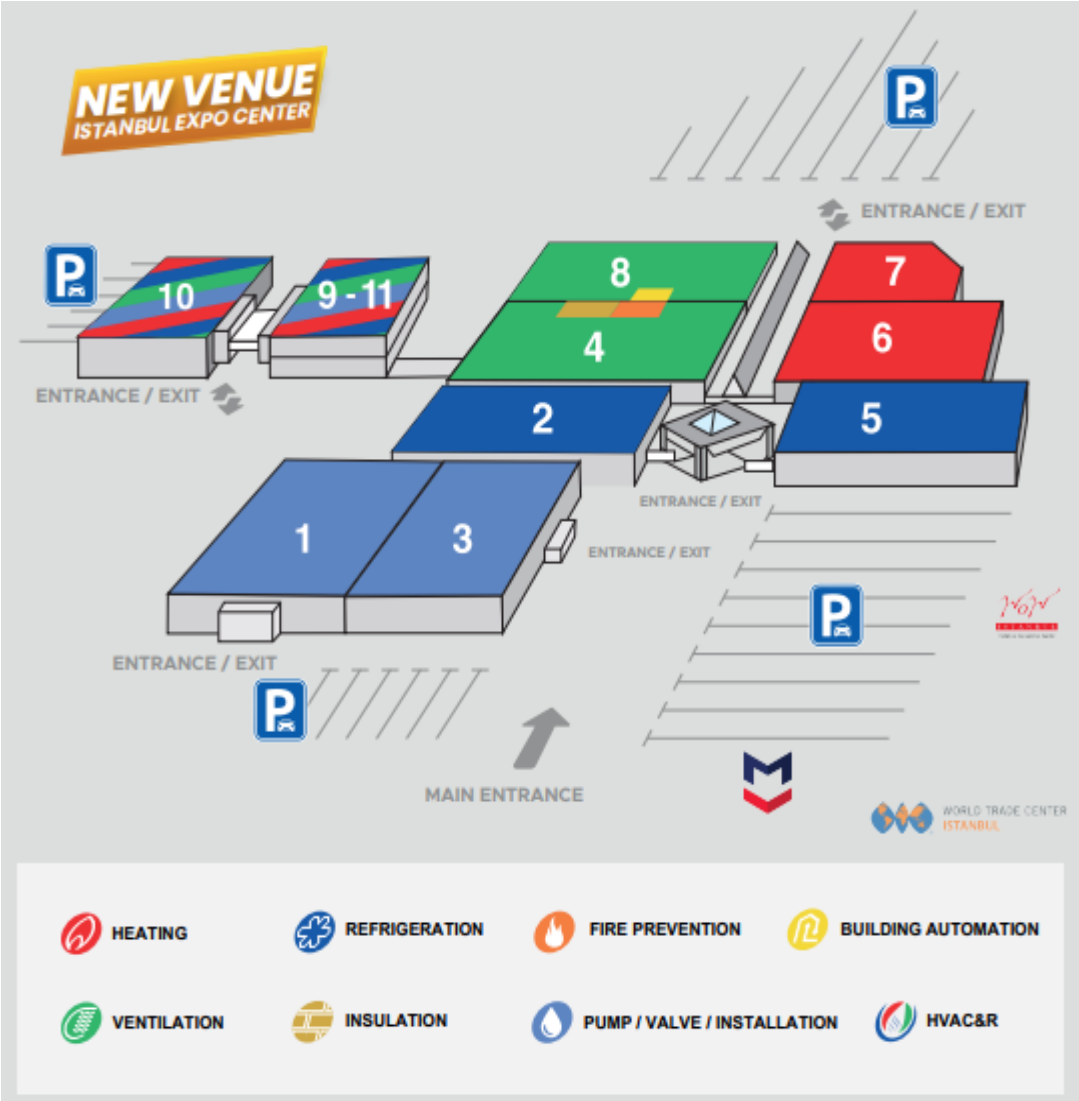 NEW VENUE
ISTANBUL EXPO CENTER
P
ENTRANCE / EXIT
P
10
9 - 11
8
7
4
6
ENTRANCE / EXIT
2
5
ENTRANCE / EXIT
1
3
ENTRANCE / EXIT
P
ENTRANCE / EXIT
P
MAIN ENTRANCE
WORLD TRADE CENTER
ISTANBUL
HEATING
REFRIGERATION
FIRE PREVENTION
BUILDING AUTOMATION
VENTILATION
INSULATION
PUMP / VALVE / INSTALLATION
HVAC&R